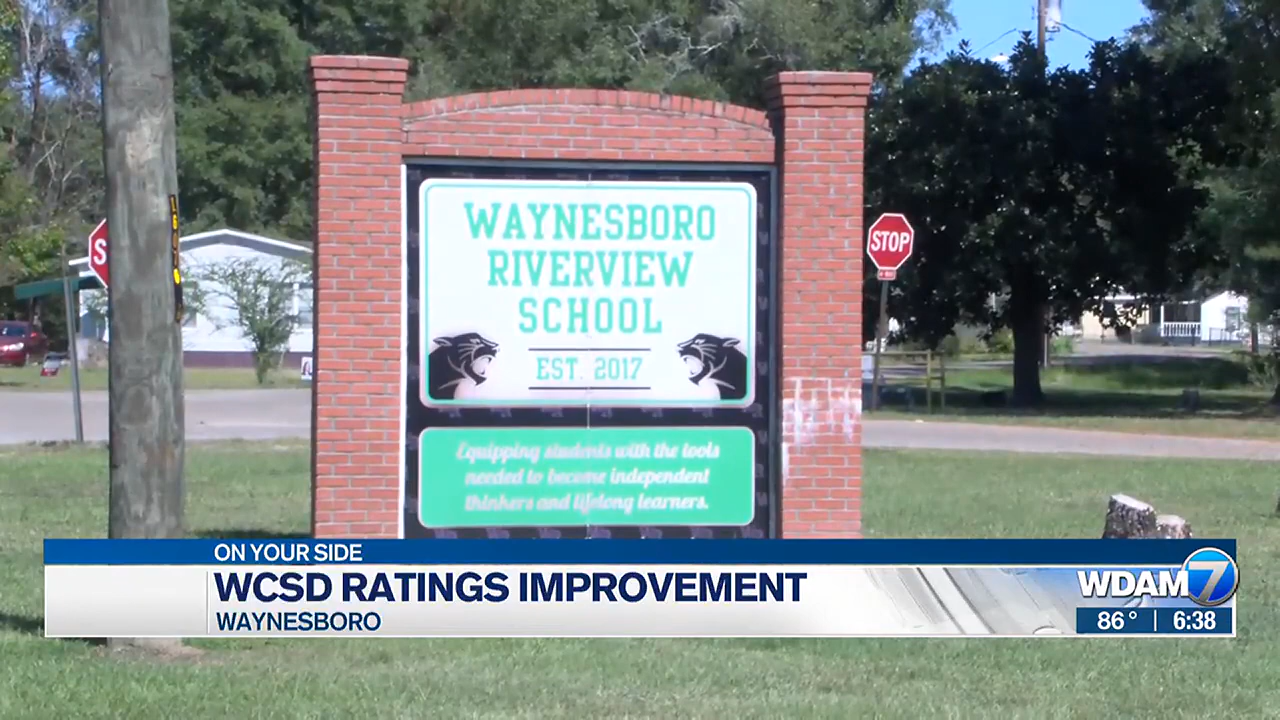 WAYNESBORO
RIVERVIEW
SCHOOL
EST. 2017
Equipping students with the tools
needed to become independent
thinkers and lifelong learners.
STOP
S
ON YOUR SIDE
WCSD RATINGS IMPROVEMENT
WAYNESBORO
WDAM 7
86° | 6:38